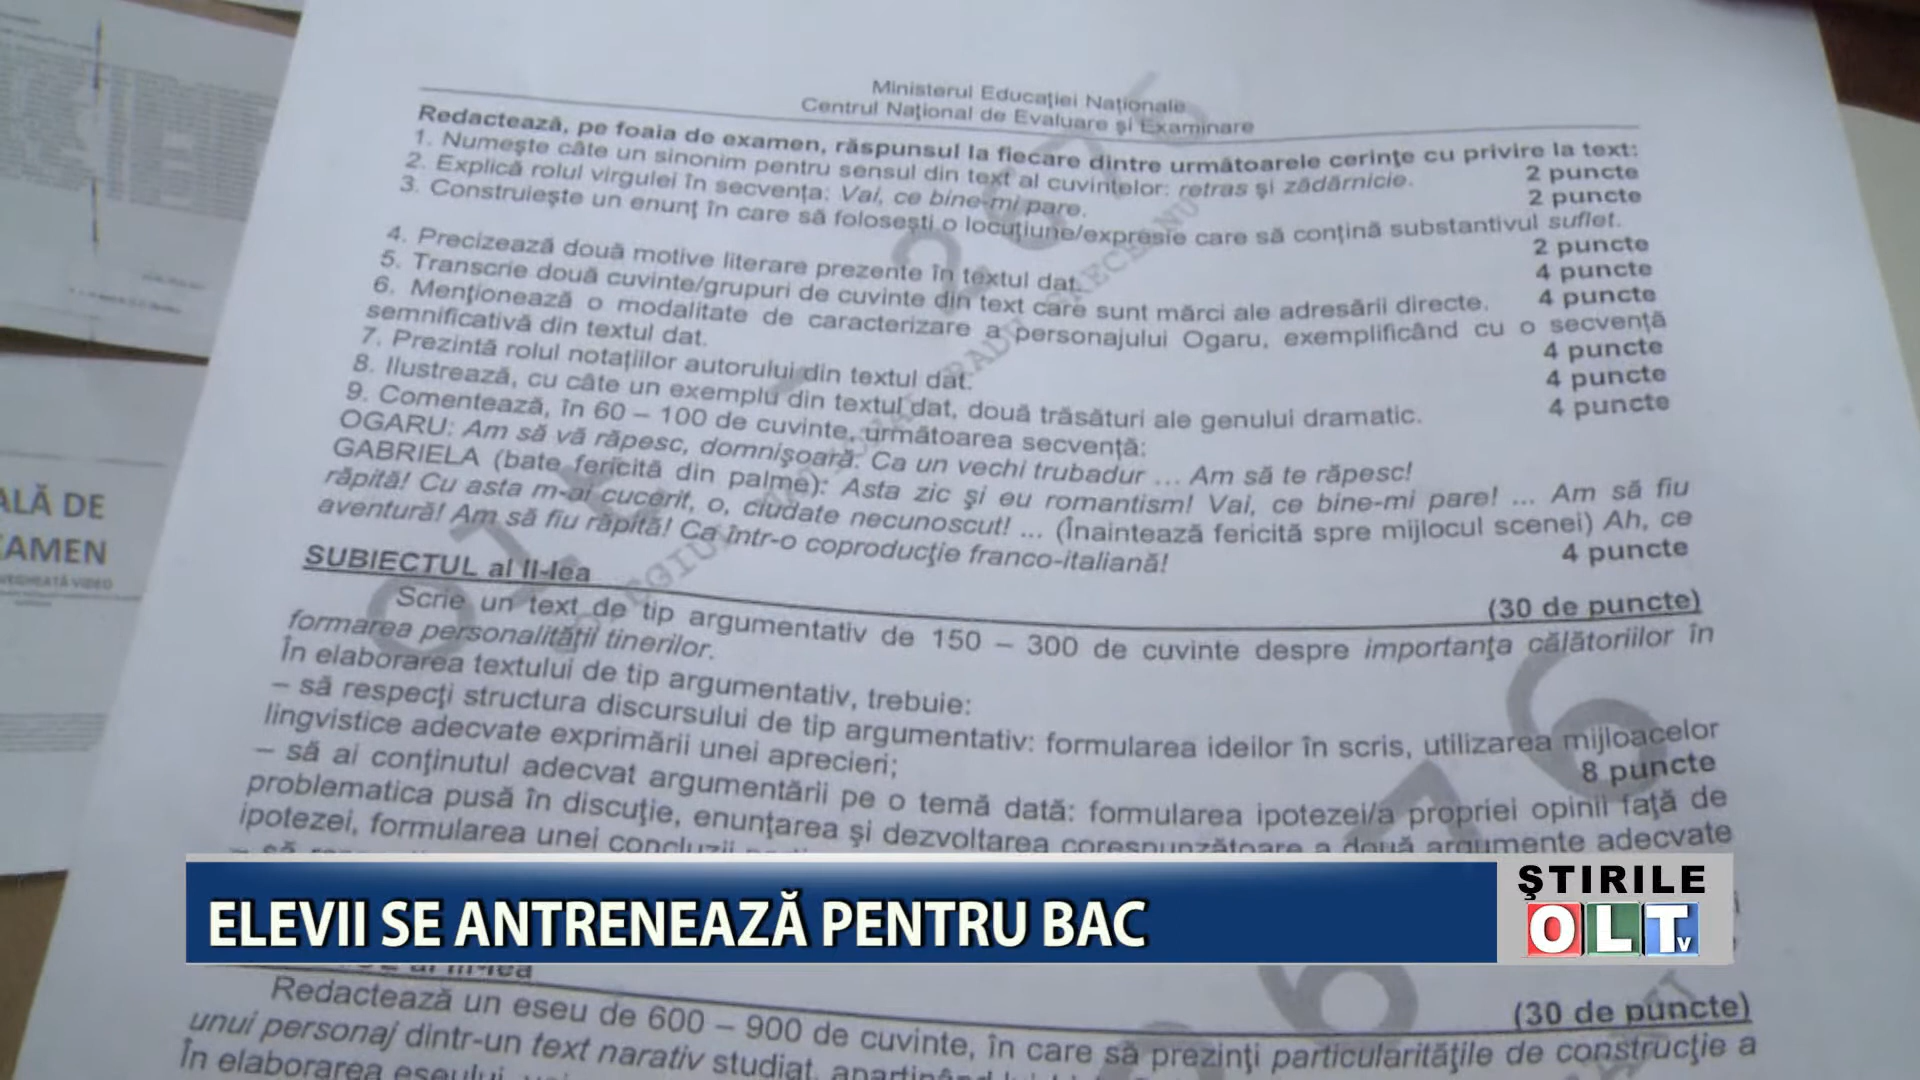 Ministerul Educaţiei Naţionale
Centrul Naţional de Evaluare şi Examinare
Redactează, pe foaia de examen, răspunsul la fiecare dintre următoarele cerinţe cu privire la text:
1. Numeşte câte un sinonim pentru sensul din text al cuvintelor: retras şi zădărnicie. 2 puncte
2. Explică rolul virgulei în secvenţa: Vai, ce bine-mi pare. 2 puncte
3. Construieşte un enunţ în care să foloseşti o locuţiune/expresie care să conţină substantivul suflet.
2 puncte
4. Precizează două motive literare prezente în textul dat. 4 puncte
5. Transcrie două cuvinte/grupuri de cuvinte din text care sunt mărci ale adresării directe. 4 puncte
6. Menţionează o modalitate de caracterizare a personajului Ogaru, exemplificând cu o secvenţă
semnificativă din textul dat. 4 puncte
7. Prezintă rolul notaţiilor autorului din textul dat. 4 puncte
8. Ilustrează, cu câte un exemplu din textul dat, două trăsături ale genului dramatic. 4 puncte
9. Comentează, în 60 – 100 de cuvinte, următoarea secvenţă:
OGARU: Am să vă răpesc, domnişoară. Ca un vechi trubadur ... Am să te răpesc!
GABRIELA (bate fericită din palme): Asta zic şi eu romantism! Vai, ce bine-mi pare! ... Am să fiu
răpită! Cu asta m-ai cucerit, o, ciudate necunoscut! ... (Înaintează fericită spre mijlocul scenei) Ah, ce
aventură! Am să fiu răpită! Ca într-o coproducţie franco-italiană!
4 puncte
SUBIECTUL al II-lea (30 de puncte)
Scrie un text de tip argumentativ de 150 – 300 de cuvinte despre importanţa călătoriilor în
formarea personalităţii tinerilor.
În elaborarea textului de tip argumentativ, trebuie:
– să respecţi structura discursului de tip argumentativ: formularea ideilor în scris, utilizarea mijloacelor
lingvistice adecvate exprimării unei aprecieri; 8 puncte
– să ai conţinutul adecvat argumentării pe o temă dată: formularea ipotezei/a propriei opinii faţă de
problematica pusă în discuţie, enunţarea şi dezvoltarea corespunzătoare a două argumente adecvate
ipotezei, formularea unei concluzii
– să
al III-lea (30 de puncte)
Redactează un eseu de 600 – 900 de cuvinte, în care să prezinţi particularităţile de construcţie a
unui personaj dintr-un text narativ studiat,
În elaborarea eseului,
ALĂ DE
XAMEN
ELEVII SE ANTRENEAZĂ PENTRU BAC
ŞTIRILE
OLTv